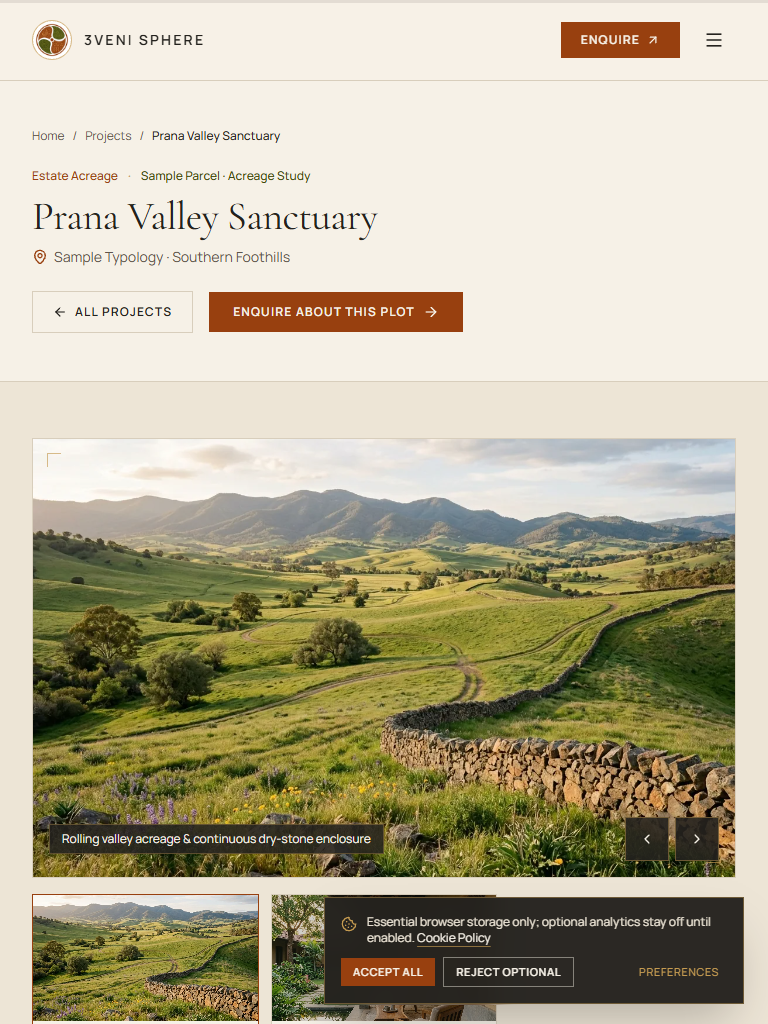 3VENI SPHERE
ENQUIRE
Home / Projects / Prana Valley Sanctuary
Estate Acreage · Sample Parcel · Acreage Study
Prana Valley Sanctuary
Sample Typology · Southern Foothills
ALL PROJECTS
ENQUIRE ABOUT THIS PLOT
Rolling valley acreage & continuous dry-stone enclosure
Essential browser storage only; optional analytics stay off until
enabled. Cookie Policy
ACCEPT ALL
REJECT OPTIONAL
PREFERENCES